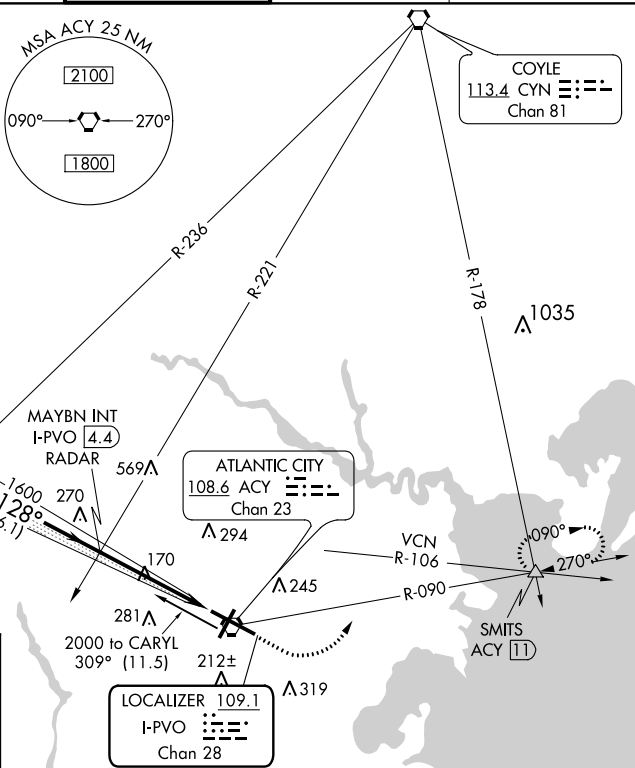 MSA ACY 25 NM
2100
090°
270°
1800
COYLE
113.4 CYN
Chan 81
R-236
R-221
R-178
1035
MAYBN INT
I-PVO 4.4
RADAR
569
1600
128°
6.1)
270
ATLANTIC CITY
108.6 ACY
Chan 23
294
170
VCN
R-106
090°
270°
245
R-090
281
2000 to CARYL
309° (11.5)
SMITS
ACY 11
212±
319
LOCALIZER 109.1
I-PVO
Chan 28